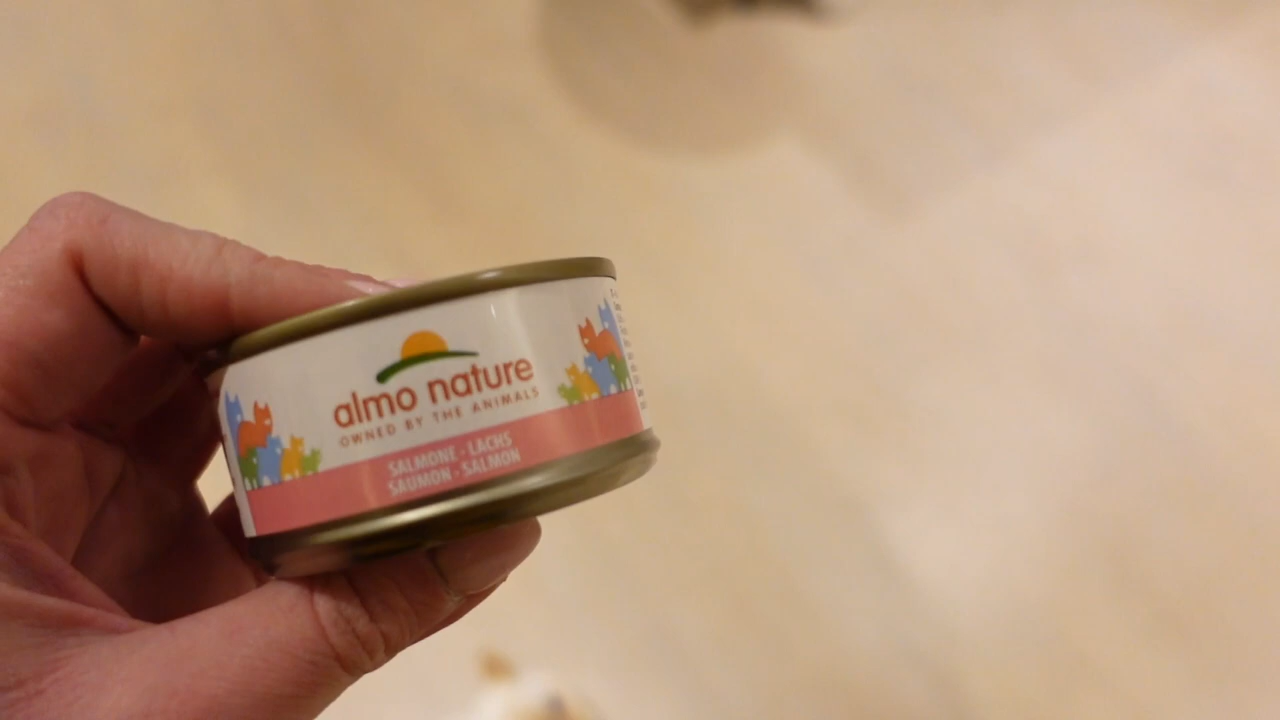 almo nature
OWNED BY THE ANIMALS
SALMONE - LACHS
SAUMON - SALMON